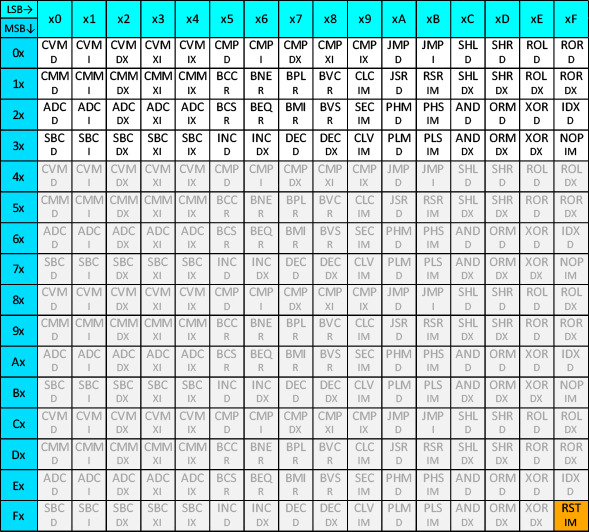 LSB→ x0 x1 x2 x3 x4 x5 x6 x7 x8 x9 xA xB xC xD xE xF
MSB↓
0x CVM CVM CVM CVM CVM CMP CMP CMP CMP CMP JMP JMP SHL SHR ROL ROR
D I DX XI IX D I DX XI IX D I D D D D
1x CMM CMM CMM CMM CMM BCC BNE BPL BVC CLC JSR RSR SHL SHR ROL ROR
D I DX XI IX R R R R IM D IM DX DX DX DX
2x ADC ADC ADC ADC ADC BCS BEQ BMI BVS SEC PHM PHS AND ORM XOR IDX
D I DX XI IX R R R R IM D IM D D D D
3x SBC SBC SBC SBC SBC INC INC DEC DEC CLV PLM PLS AND ORM XOR NOP
D I DX XI IX D DX D DX IM D IM DX DX DX IM
4x CVM CVM CVM CVM CVM CMP CMP CMP CMP CMP JMP JMP SHL SHR ROL ROL
D I DX XI IX D I DX XI IX D I D D D DX
5x CMM CMM CMM CMM CMM BCC BNE BPL BVC CLC JSR RSR SHL SHR ROR ROR
D I DX XI IX R R R R IM D IM DX DX D DX
6x ADC ADC ADC ADC ADC BCS BEQ BMI BVS SEC PHM PHS AND ORM XOR IDX
D I DX XI IX R R R R IM D IM D D D D
7x SBC SBC SBC SBC SBC INC INC DEC DEC CLV PLM PLS AND ORM XOR NOP
D I DX XI IX D DX D DX IM D IM DX DX DX IM
8x CVM CVM CVM CVM CVM CMP CMP CMP CMP CMP JMP JMP SHL SHR ROL ROL
D I DX XI IX D I DX XI IX D I D D D DX
9x CMM CMM CMM CMM CMM BCC BNE BPL BVC CLC JSR RSR SHL SHR ROR ROR
D I DX XI IX R R R R IM D IM DX DX D DX
Ax ADC ADC ADC ADC ADC BCS BEQ BMI BVS SEC PHM PHS AND ORM XOR IDX
D I DX XI IX R R R R IM D IM D D D D
Bx SBC SBC SBC SBC SBC INC INC DEC DEC CLV PLM PLS AND ORM XOR NOP
D I DX XI IX D DX D DX IM D IM DX DX DX IM
Cx CVM CVM CVM CVM CVM CMP CMP CMP CMP CMP JMP JMP SHL SHR ROL ROL
D I DX XI IX D I DX XI IX D I D D D DX
Dx CMM CMM CMM CMM CMM BCC BNE BPL BVC CLC JSR RSR SHL SHR ROR ROR
D I DX XI IX R R R R IM D IM DX DX D DX
Ex ADC ADC ADC ADC ADC BCS BEQ BMI BVS SEC PHM PHS AND ORM XOR IDX
D I DX XI IX R R R R IM D IM D D D D
Fx SBC SBC SBC SBC SBC INC INC DEC DEC CLV PLM PLS AND ORM XOR RST
D I DX XI IX D DX D DX IM D IM DX DX DX IM